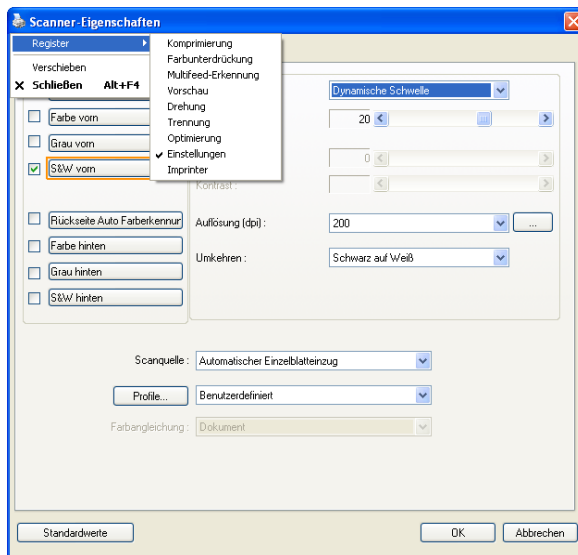 Scanner-Eigenschaften
Register
Verschieben
Schließen Alt+F4
Komprimierung
Farbunterdrückung
Multifeed-Erkennung
Vorschau
Drehung
Trennung
Optimierung
Einstellungen
Imprinter
Dynamische Schwelle
Farbe vorn
20
Grau vorn
S&W vorn
0
Kontrast :
Rückseite Auto Farberkennur
Auflösung (dpi) :
200
...
Farbe hinten
Umkehren :
Schwarz auf Weiß
Grau hinten
S&W hinten
Scanquelle :
Automatischer Einzelblatteinzug
Profile...
Benutzerdefiniert
Farbangleichung :
Dokument
Standardwerte
OK
Abbrechen